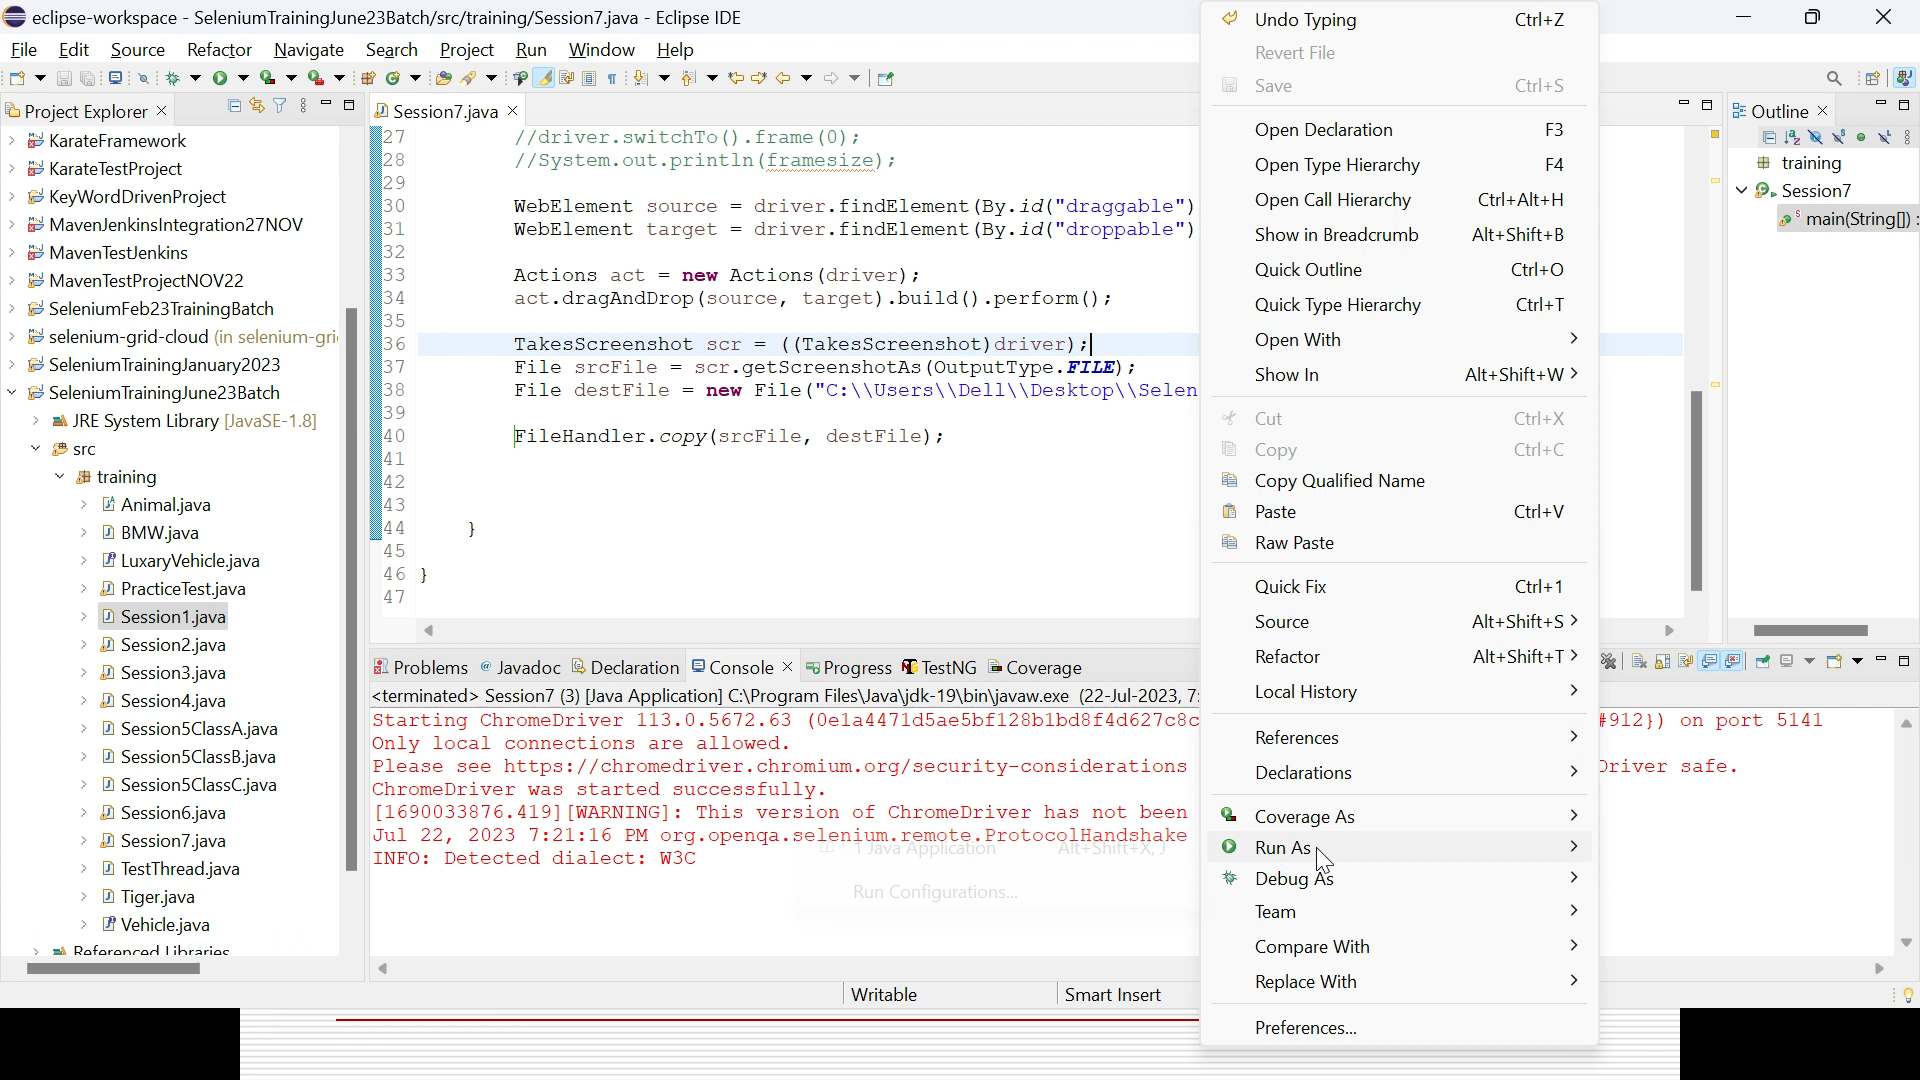 eclipse-workspace - SeleniumTrainingJune23Batch/src/training/Session7.java - Eclipse IDE
File Edit Source Refactor Navigate Search Project Run Window Help
Project Explorer
KarateFramework
KarateTestProject
KeyWordDrivenProject
MavenJenkinsIntegration27NOV
MavenTestJenkins
MavenTestProjectNOV22
SeleniumFeb23TrainingBatch
selenium-grid-cloud (in selenium-gri
SeleniumTrainingJanuary2023
SeleniumTrainingJune23Batch
JRE System Library [JavaSE-1.8]
src
training
Animal.java
BMW.java
LuxaryVehicle.java
PracticeTest.java
Session1.java
Session2.java
Session3.java
Session4.java
Session5ClassA.java
Session5ClassB.java
Session5ClassC.java
Session6.java
Session7.java
TestThread.java
Tiger.java
Vehicle.java
Referenced Libraries
Session7.java
27 //driver.switchTo().frame(0);
28 //System.out.println(framesize);
29
30 WebElement source = driver.findElement(By.id("draggable")
31 WebElement target = driver.findElement(By.id("droppable")
32
33 Actions act = new Actions(driver);
34 act.dragAndDrop(source, target).build().perform();
35
36 TakesScreenshot scr = ((TakesScreenshot)driver);
37 File srcFile = scr.getScreenshotAs(OutputType.FILE);
38 File destFile = new File("C:\\Users\\Dell\\Desktop\\Selen
39
40 FileHandler.copy(srcFile, destFile);
41
42
43
44 }
45
46 }
47
Problems Javadoc Declaration Console Progress TestNG Coverage
<terminated> Session7 (3) [Java Application] C:\Program Files\Java\jdk-19\bin\javaw.exe (22-Jul-2023, 7:
Starting ChromeDriver 113.0.5672.63 (0e1a4471d5ae5bf128b1bd8f4d627c8c #912}) on port 5141
Only local connections are allowed.
Please see https://chromedriver.chromium.org/security-considerations Driver safe.
ChromeDriver was started successfully.
[1690033876.419][WARNING]: This version of ChromeDriver has not been
Jul 22, 2023 7:21:16 PM org.openqa.selenium.remote.ProtocolHandshake
INFO: Detected dialect: W3C
1 Java Application Alt+Shift+X, J
Run Configurations...
Writable Smart Insert
Undo Typing Ctrl+Z
Revert File
Save Ctrl+S
Open Declaration F3
Open Type Hierarchy F4
Open Call Hierarchy Ctrl+Alt+H
Show in Breadcrumb Alt+Shift+B
Quick Outline Ctrl+O
Quick Type Hierarchy Ctrl+T
Open With
Show In Alt+Shift+W
Cut Ctrl+X
Copy Ctrl+C
Copy Qualified Name
Paste Ctrl+V
Raw Paste
Quick Fix Ctrl+1
Source Alt+Shift+S
Refactor Alt+Shift+T
Local History
References
Declarations
Coverage As
Run As
Debug As
Team
Compare With
Replace With
Preferences...
Outline
training
Session7
main(String[]) :